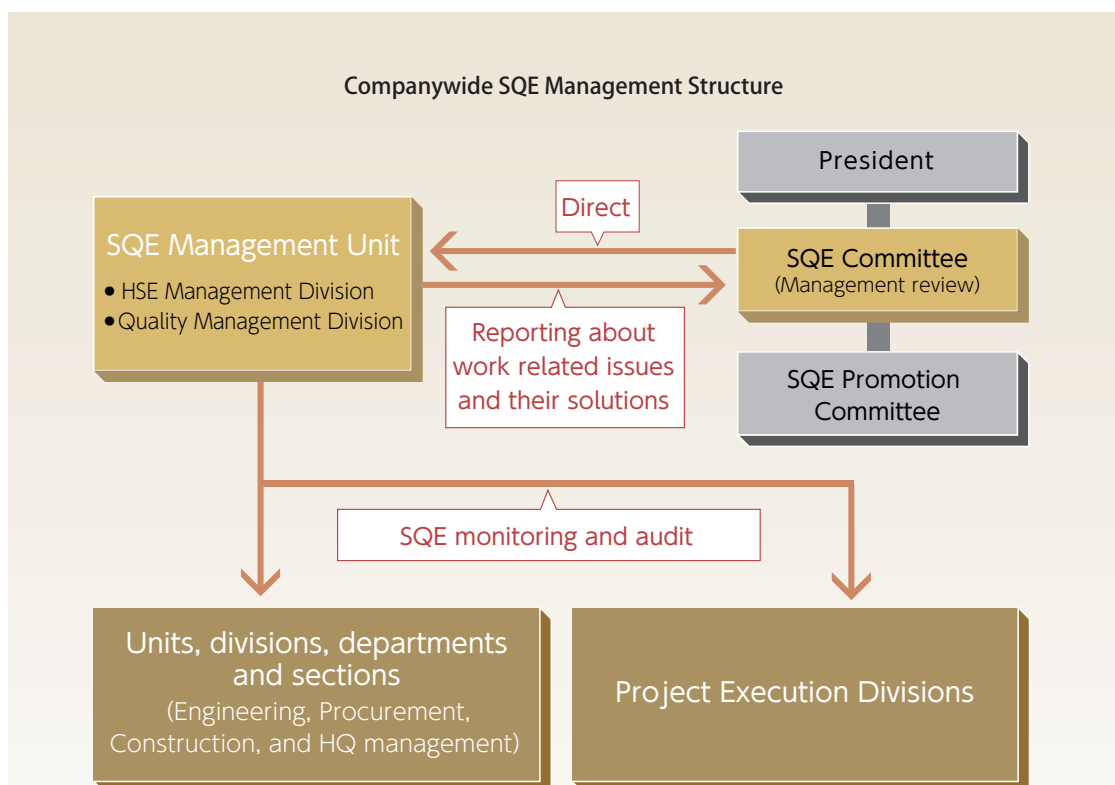 Companywide SQE Management Structure
President
Direct
SQE Management Unit
• HSE Management Division
• Quality Management Division
SQE Committee
(Management review)
Reporting about
work related issues
and their solutions
SQE Promotion
Committee
SQE monitoring and audit
Units, divisions, departments
and sections
(Engineering, Procurement,
Construction, and HQ management)
Project Execution Divisions